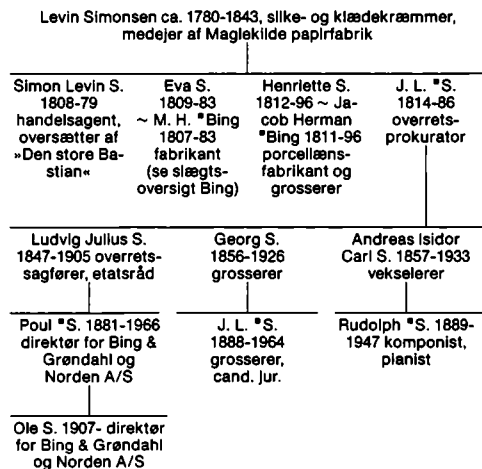 Levin Simonsen ca. 1780-1843, silke- og klædekræmmer,
medejer af Maglekilde papirfabrik
Simon Levin S.
1808-79
handelsagent,
oversætter af
»Den store Ba-
stian«
Eva S.
1809-83
~ M. H. *Bing
1807-83
fabrikant
(se slægts-
oversigt Bing)
Henriette S.
1812-96 ~ Ja-
cob Herman
*Bing 1811-96
porcellæns-
fabrikant og
grosserer
J. L. *S.
1814-86
overrets-
prokurator
Ludvig Julius S.
1847-1905 overrets-
sagfører, etatsråd
Georg S.
1856-1926
grosserer
Andreas Isidor
Carl S. 1857-1933
vekselerer
Poul *S. 1881-1966
direktør for Bing &
Grøndahl og
Norden A/S
J. L. *S.
1888-1964
grosserer,
cand. jur.
Rudolph *S. 1889-
1947 komponist,
pianist
Ole S. 1907- direktør
for Bing & Grøndahl
og Norden A/S